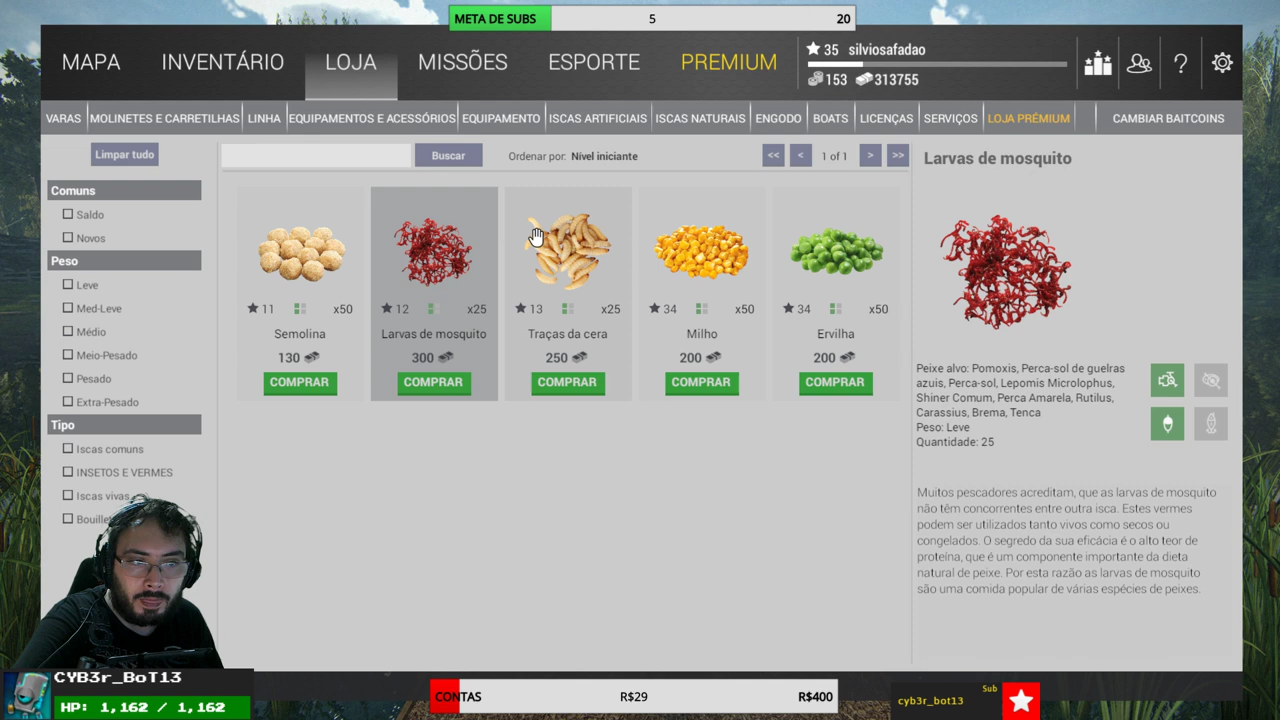 META DE SUBS 5 20
MAPA INVENTÁRIO LOJA MISSÕES ESPORTE PREMIUM
35 silviosafadao
153 313755
VARAS MOLINETES E CARRETILHAS LINHA EQUIPAMENTOS E ACESSÓRIOS EQUIPAMENTO ISCAS ARTIFICIAIS ISCAS NATURAIS ENGODO BOATS LICENÇAS SERVIÇOS LOJA PRÉMIUM CAMBIAR BAITCOINS
Limpar tudo
Buscar
Ordenar por: Nível iniciante
<< < 1 of 1 > >>
Comuns
Saldo
Novos
Peso
Leve
Med-Leve
Médio
Meio-Pesado
Pesado
Extra-Pesado
Tipo
Iscas comuns
INSETOS E VERMES
Iscas vivas
11 x50
Semolina
130
COMPRAR
12 x25
Larvas de mosquito
300
COMPRAR
13 x25
Traças da cera
250
COMPRAR
34 x50
Milho
200
COMPRAR
34 x50
Ervilha
200
COMPRAR
Larvas de mosquito
Peixe alvo: Pomoxis, Perca-sol de guelras
azuis, Perca-sol, Lepomis Microlophus,
Shiner Comum, Perca Amarela, Rutilus,
Carassius, Brema, Tenca
Peso: Leve
Quantidade: 25
Muitos pescadores acreditam, que as larvas de mosquito
não têm concorrentes entre outra isca. Estes vermes
podem ser utilizados tanto vivos como secos ou
congelados. O segredo da sua eficácia é o alto teor de
proteína, que é um componente importante da dieta
natural de peixe. Por esta razão as larvas de mosquito
são uma comida popular de várias espécies de peixes.
CYB3r_BoT13
HP: 1,162 / 1,162
CONTAS R$29 R$400
Sub
cyb3r_bot13